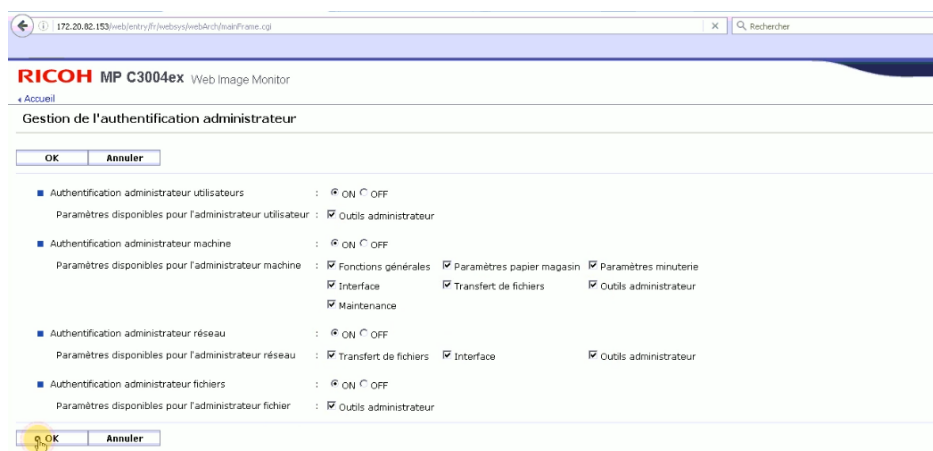 172.20.82.153/web/entry/fr/websys/webArch/mainFrame.cgi
Rechercher
RICOH MP C3004ex Web Image Monitor
Accueil
Gestion de l'authentification administrateur
OK Annuler
Authentification administrateur utilisateurs : ON OFF
Paramètres disponibles pour l'administrateur utilisateur : Outils administrateur
Authentification administrateur machine : ON OFF
Paramètres disponibles pour l'administrateur machine : Fonctions générales Paramètres papier magasin Paramètres minuterie
Interface Transfert de fichiers Outils administrateur
Maintenance
Authentification administrateur réseau : ON OFF
Paramètres disponibles pour l'administrateur réseau : Transfert de fichiers Interface Outils administrateur
Authentification administrateur fichiers : ON OFF
Paramètres disponibles pour l'administrateur fichier : Outils administrateur
OK Annuler